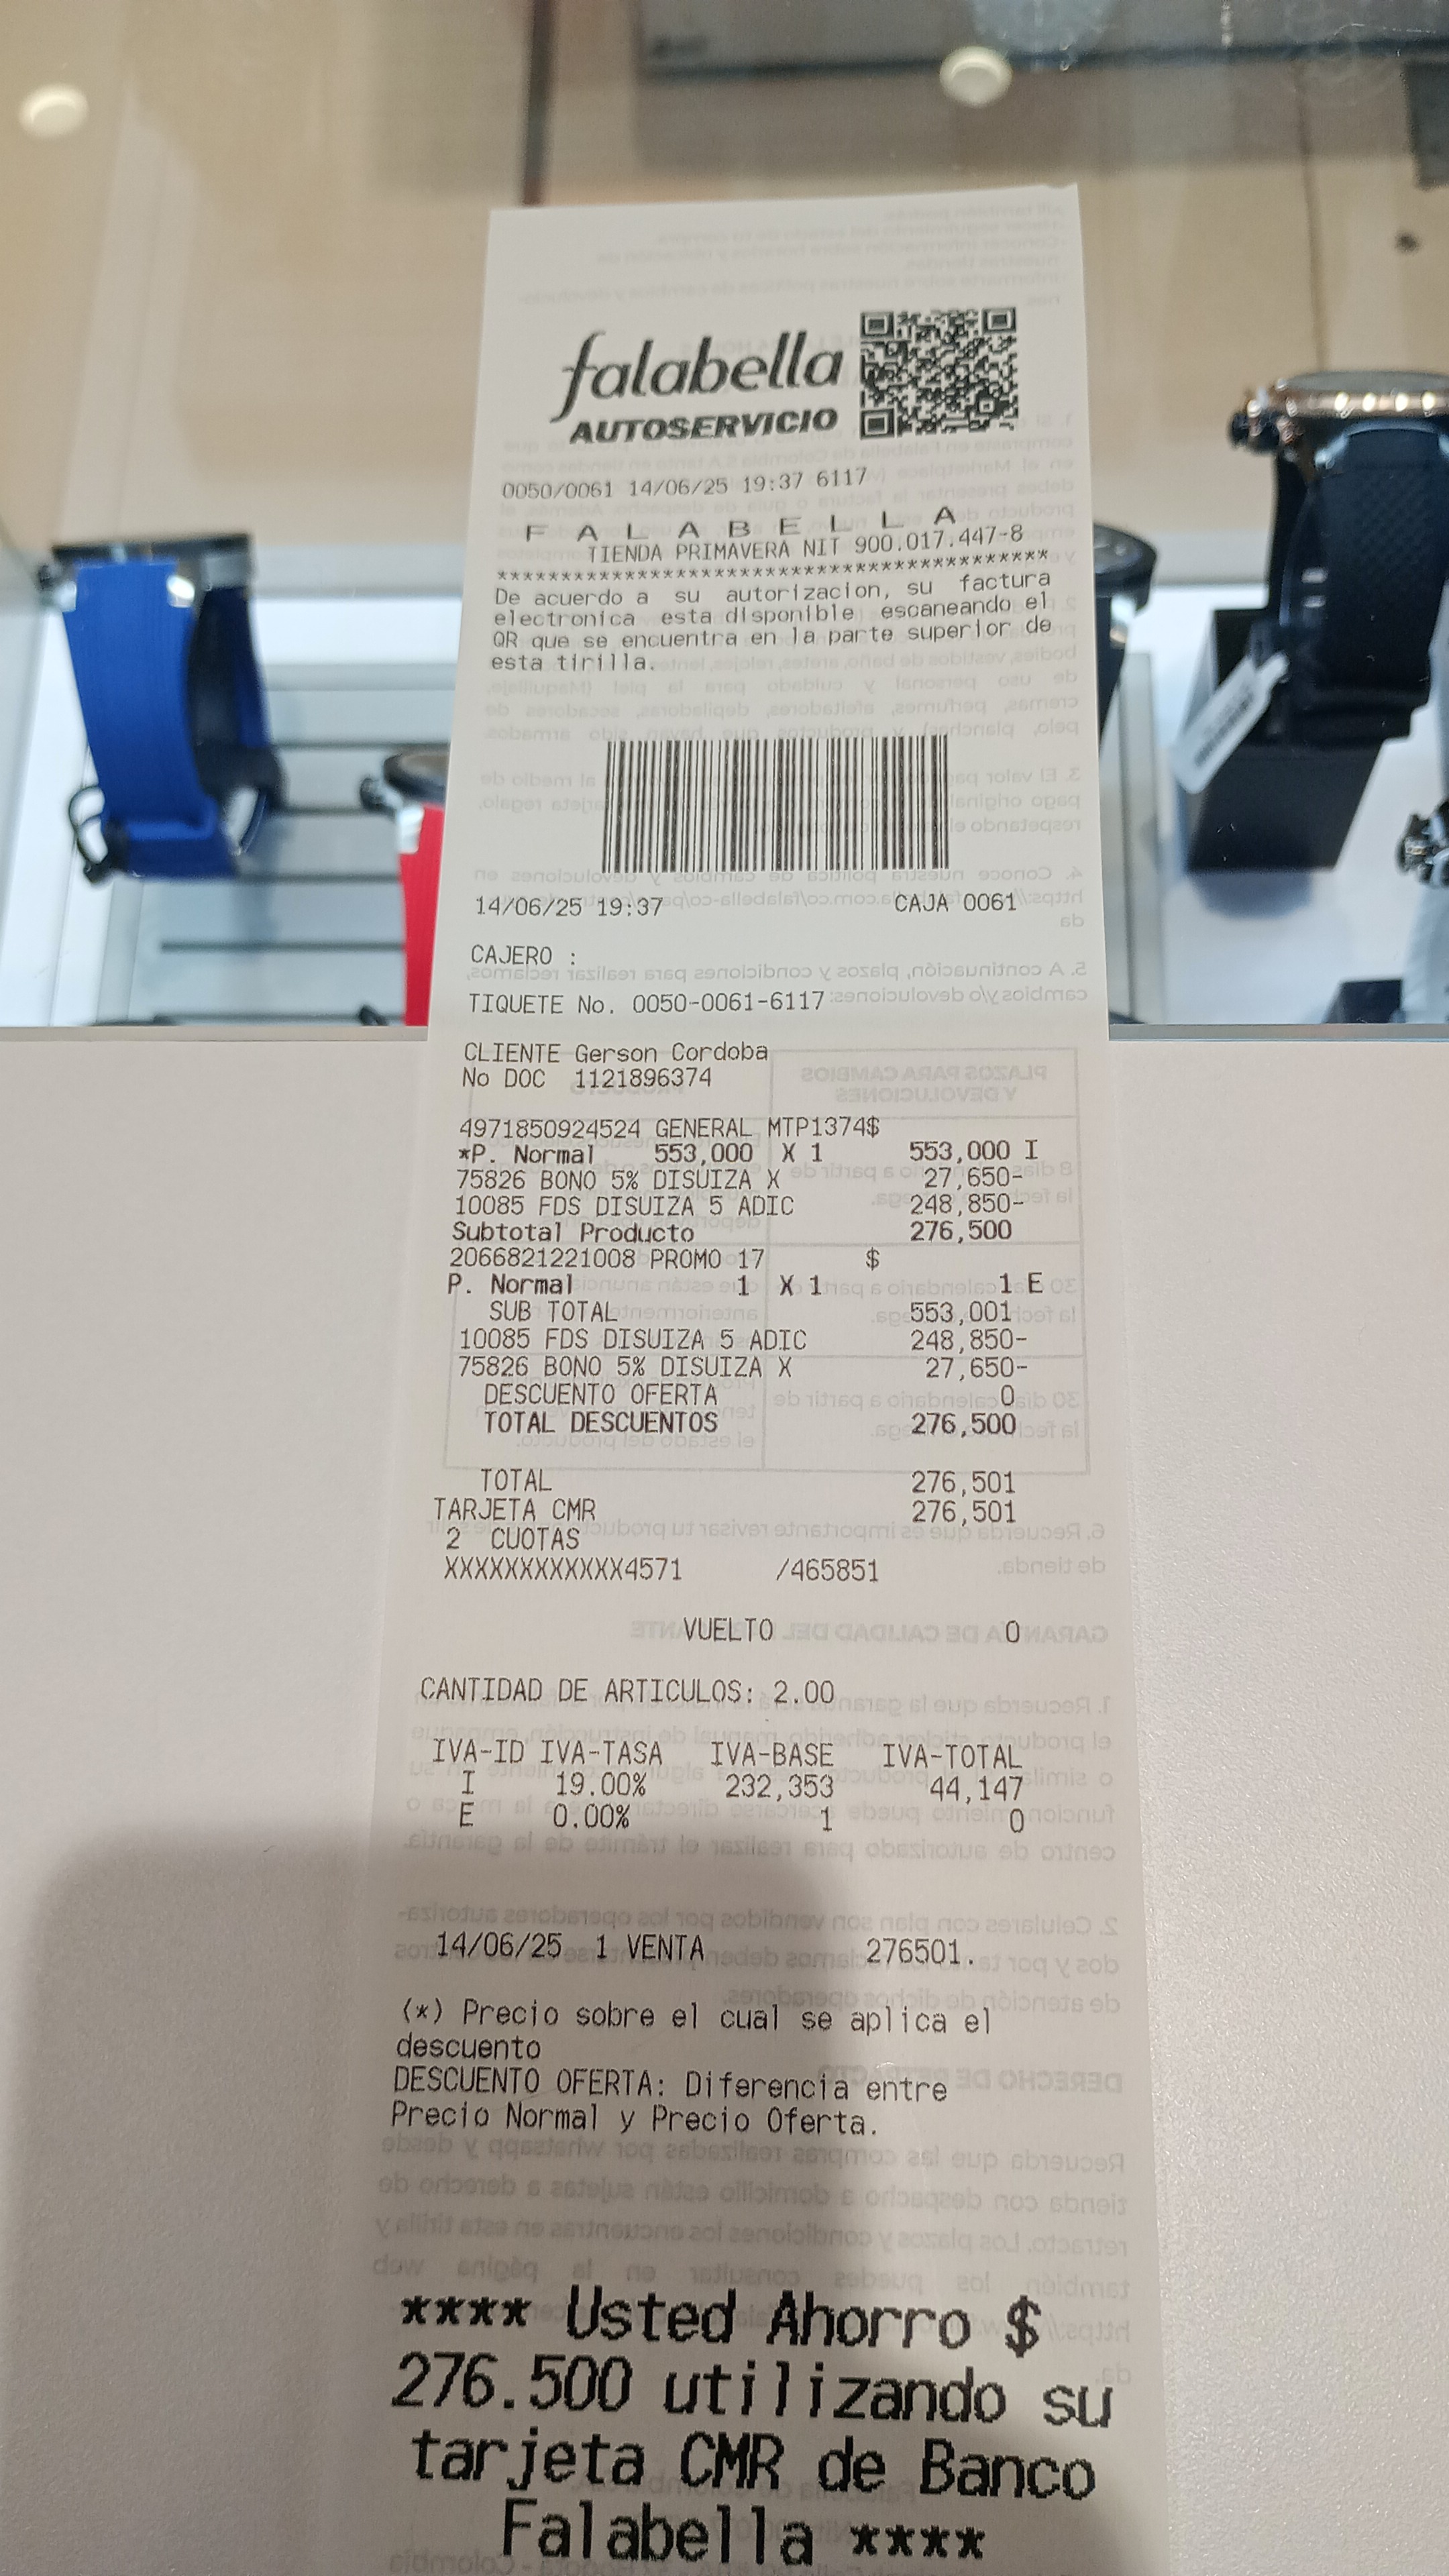 falabella
AUTOSERVICIO
0050/0061 14/06/25 19:37 6117
F A L A B E L L A
TIENDA PRIMAVERA NIT 900.017.447-8
*******************************************
De acuerdo a su autorizacion, su factura
electronica esta disponible escaneando el
QR que se encuentra en la parte superior de
esta tirilla.
14/06/25 19:37 CAJA 0061
CAJERO :
TIQUETE No. 0050-0061-6117
CLIENTE Gerson Cordoba
No DOC 1121896374
4971850924524 GENERAL MTP1374$
*P. Normal 553,000 X 1 553,000 I
75826 BONO 5% DISUIZA X 27,650-
10085 FDS DISUIZA 5 ADIC 248,850-
Subtotal Producto 276,500
2066821221008 PROMO 17 $
P. Normal 1 X 1 1 E
SUB TOTAL 553,001
10085 FDS DISUIZA 5 ADIC 248,850-
75826 BONO 5% DISUIZA X 27,650-
DESCUENTO OFERTA 0
TOTAL DESCUENTOS 276,500
TOTAL 276,501
TARJETA CMR 276,501
2 CUOTAS
XXXXXXXXXXXX4571 /465851
VUELTO 0
CANTIDAD DE ARTICULOS: 2.00
IVA-ID IVA-TASA IVA-BASE IVA-TOTAL
I 19.00% 232,353 44,147
E 0.00% 1 0
14/06/25 1 VENTA 276501.
(*) Precio sobre el cual se aplica el
descuento
DESCUENTO OFERTA: Diferencia entre
Precio Normal y Precio Oferta.
**** Usted Ahorro $
276.500 utilizando su
tarjeta CMR de Banco
Falabella ****